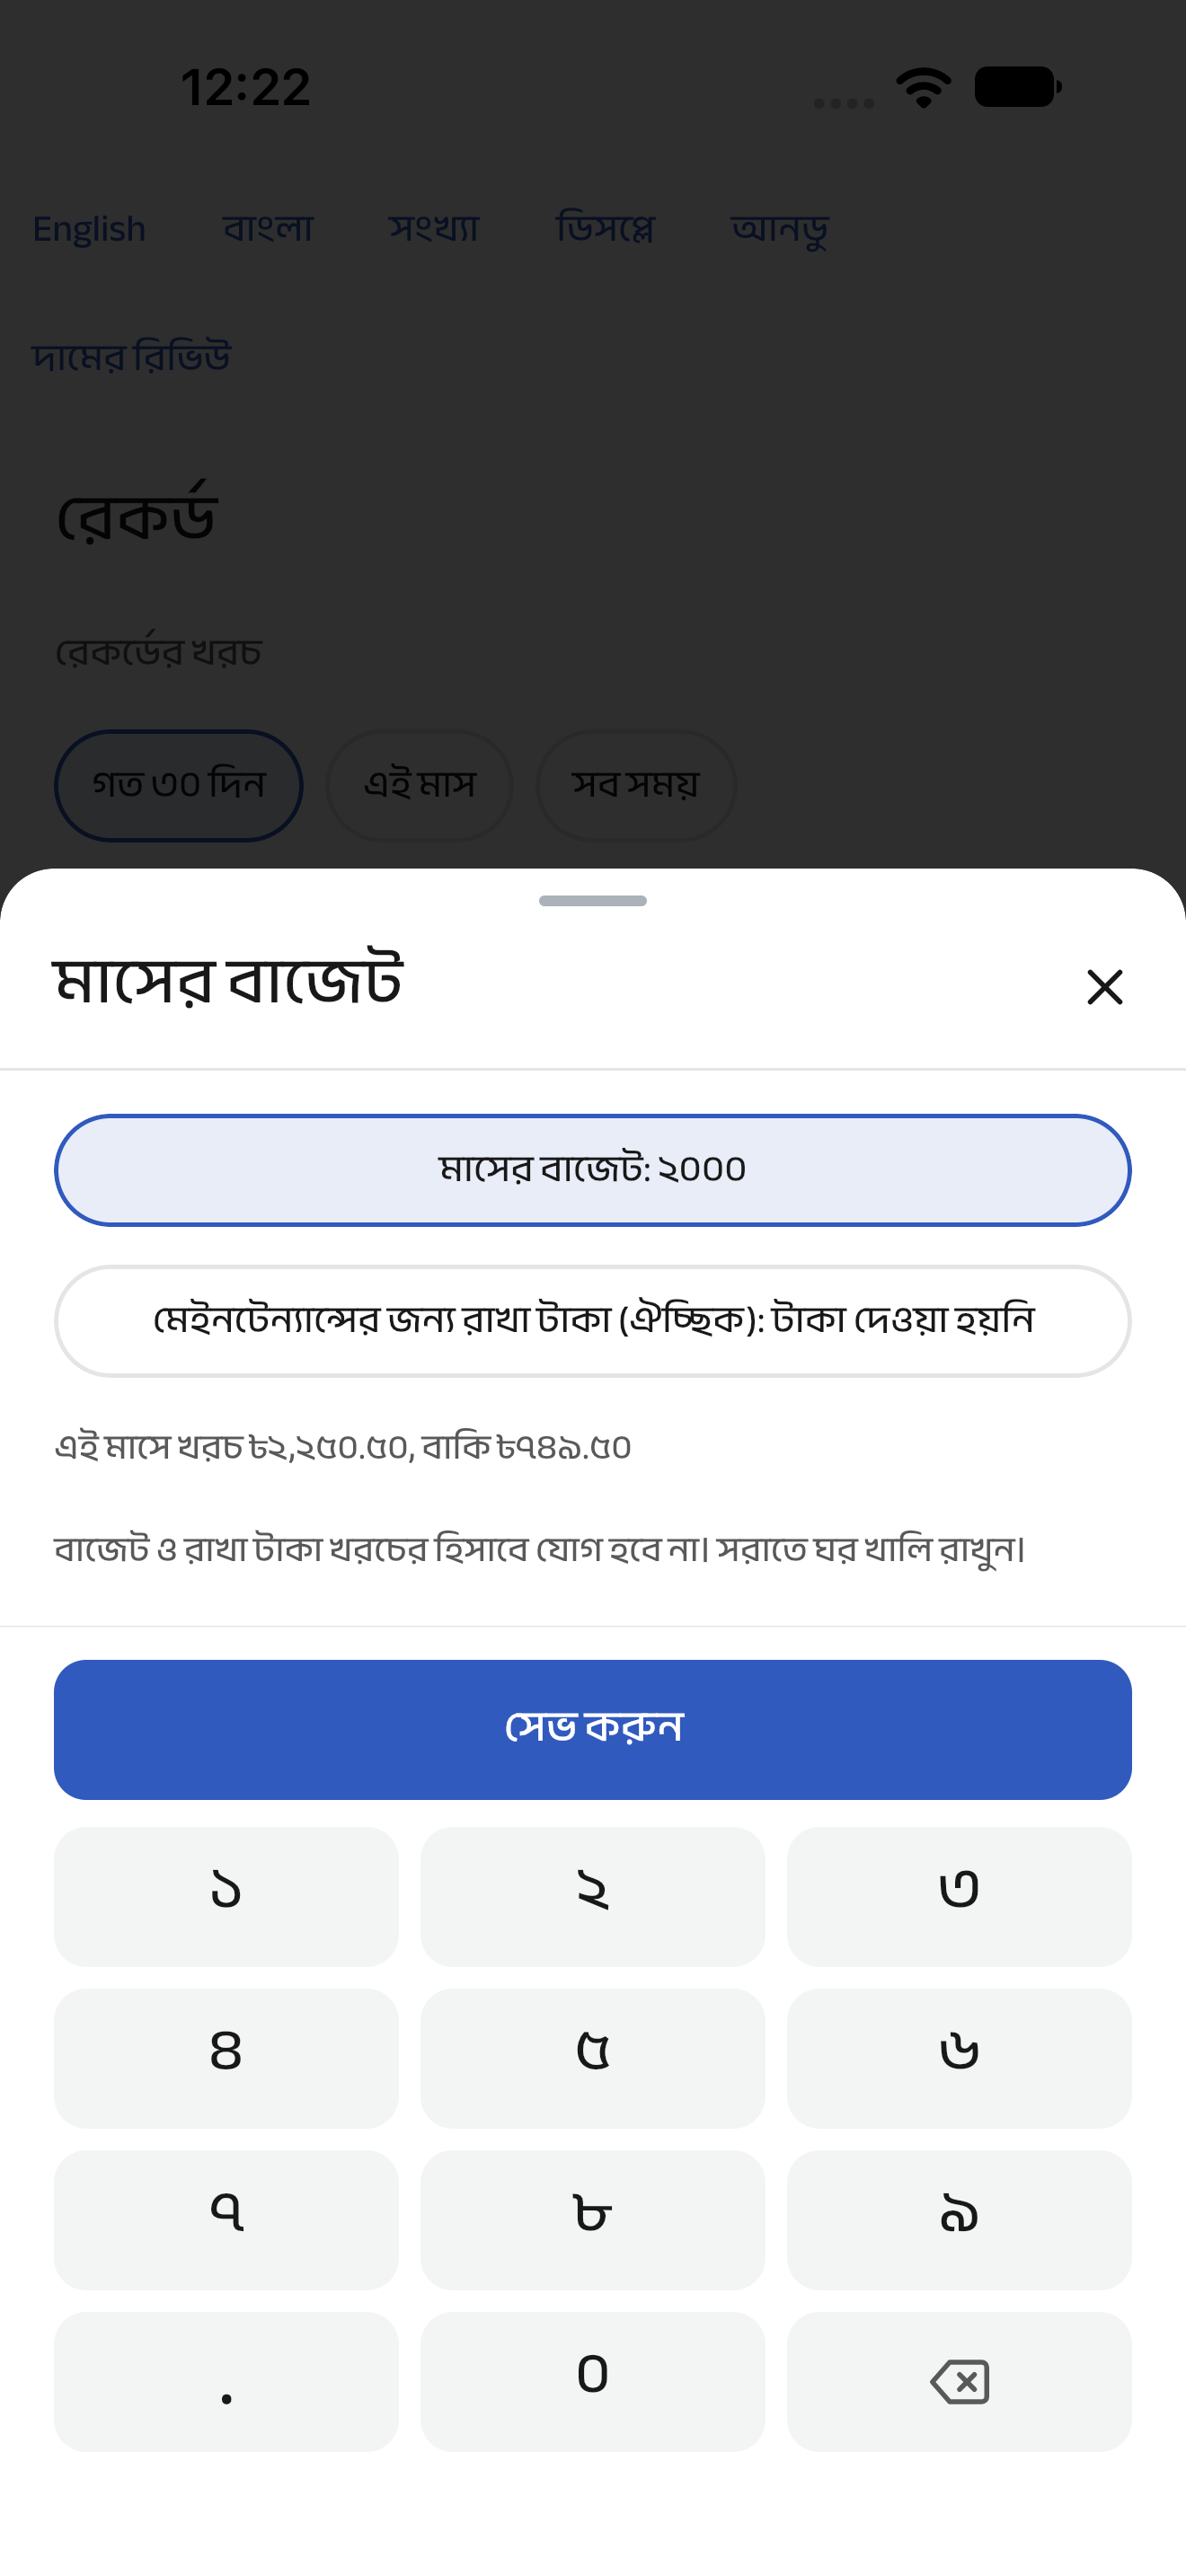 12:22
English বাংলা সংখ্যা ডিসপ্লে আনডু
দামের রিভিউ
রেকর্ড
রেকর্ডের খরচ
গত ৩০ দিন এই মাস সব সময়
মাসের বাজেট
মাসের বাজেট: ২০০০
মেইনটেন্যান্সের জন্য রাখা টাকা (ঐচ্ছিক): টাকা দেওয়া হয়নি
এই মাসে খরচ ৳২,২৫০.৫০, বাকি ৳৭৪৯.৫০
বাজেট ও রাখা টাকা খরচের হিসাবে যোগ হবে না। সরাতে ঘর খালি রাখুন।
সেভ করুন
১ ২ ৩
৪ ৫ ৬
৭ ৮ ৯
. ০